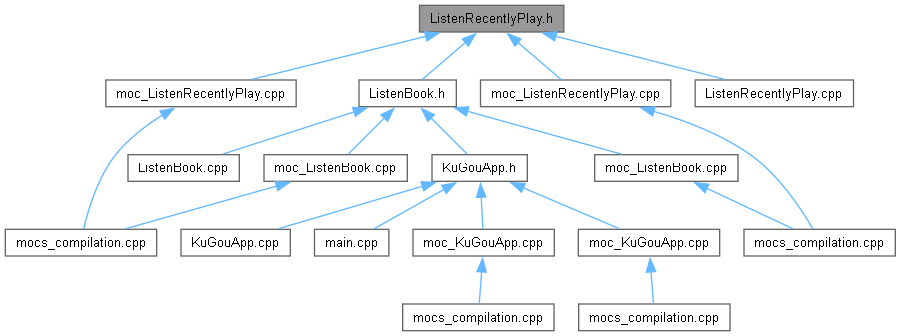 ListenRecentlyPlay.h
moc_ListenRecentlyPlay.cpp
ListenBook.h
moc_ListenRecentlyPlay.cpp
ListenRecentlyPlay.cpp
ListenBook.cpp
moc_ListenBook.cpp
KuGouApp.h
moc_ListenBook.cpp
mocs_compilation.cpp
KuGouApp.cpp
main.cpp
moc_KuGouApp.cpp
moc_KuGouApp.cpp
mocs_compilation.cpp
mocs_compilation.cpp
mocs_compilation.cpp